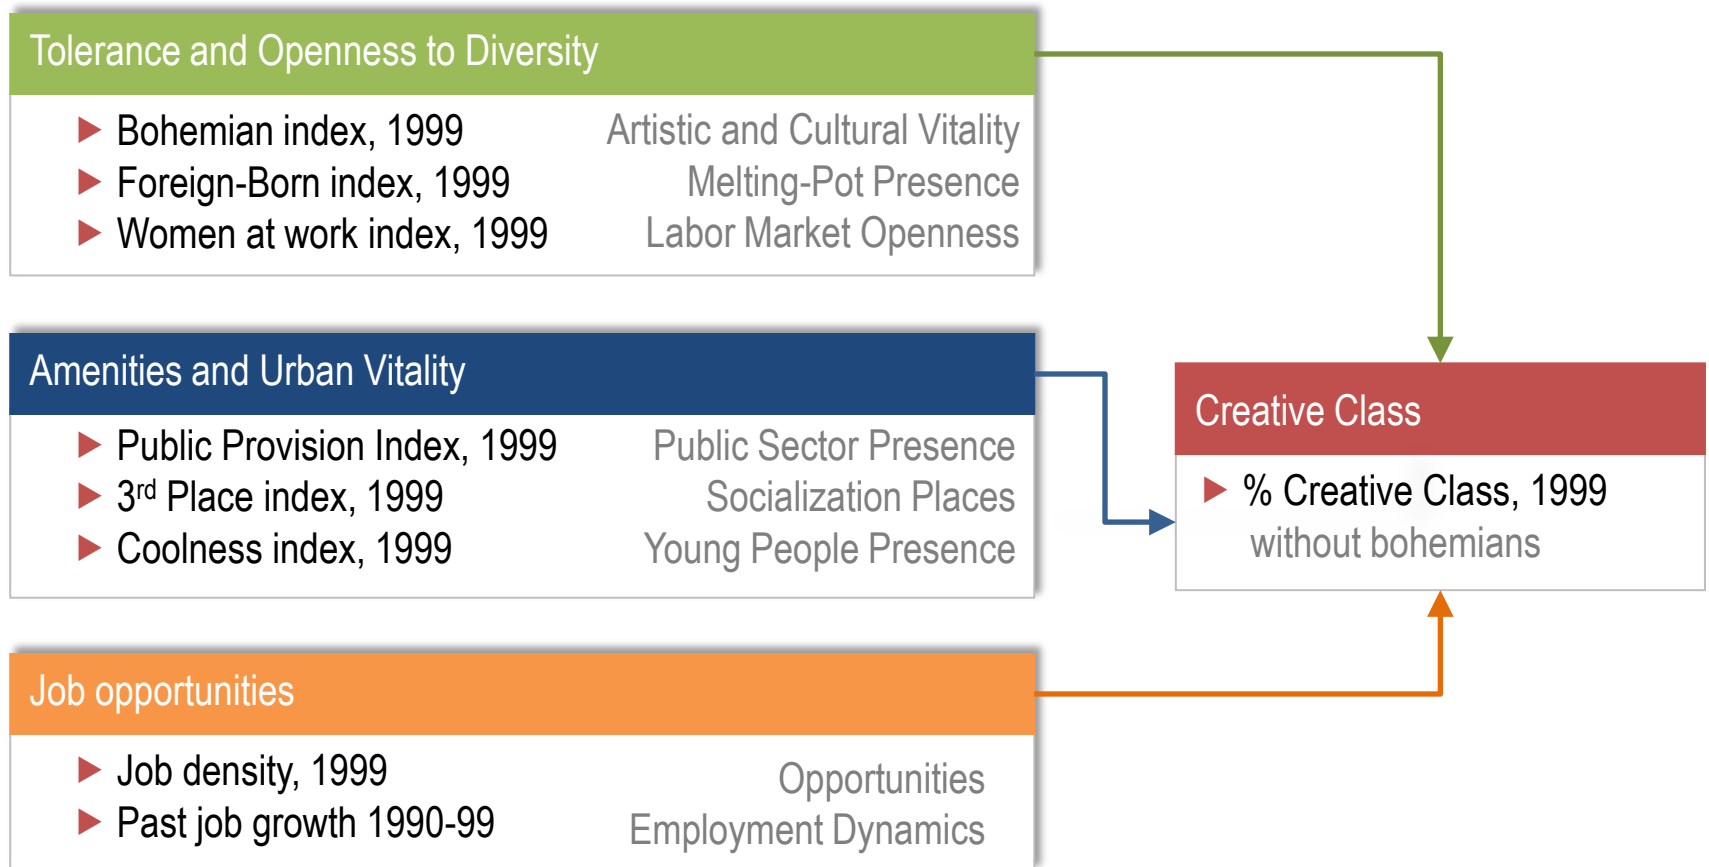 Tolerance and Openness to Diversity
Bohemian index, 1999 Artistic and Cultural Vitality
Foreign-Born index, 1999 Melting-Pot Presence
Women at work index, 1999 Labor Market Openness
Amenities and Urban Vitality
Public Provision Index, 1999 Public Sector Presence
3rd Place index, 1999 Socialization Places
Coolness index, 1999 Young People Presence
Job opportunities
Job density, 1999 Opportunities
Past job growth 1990-99 Employment Dynamics
Creative Class
% Creative Class, 1999
without bohemians